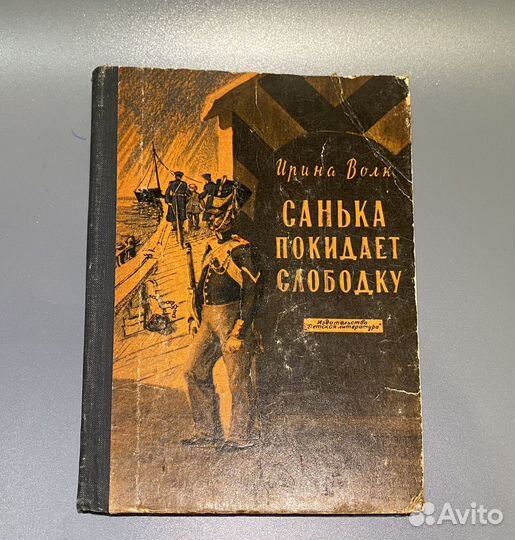 Ирина Волк
САНЬКА
ПОКИДАЕТ
СЛОБОДКУ
Издательство
"Детская литература"
Avito